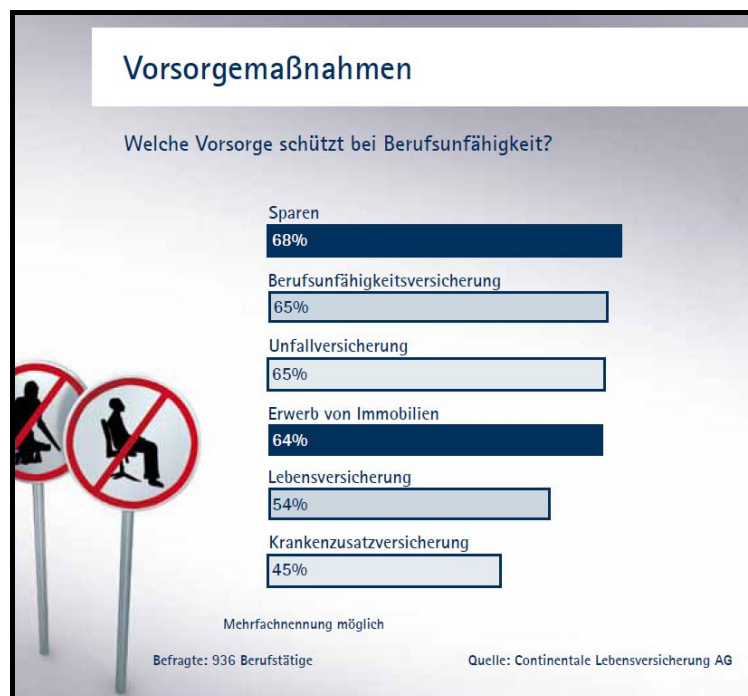 Vorsorgemaßnahmen
Welche Vorsorge schützt bei Berufsunfähigkeit?
Sparen
68%
Berufsunfähigkeitsversicherung
65%
Unfallversicherung
65%
Erwerb von Immobilien
64%
Lebensversicherung
54%
Krankenzusatzversicherung
45%
Mehrfachnennung möglich
Befragte: 936 Berufstätige
Quelle: Continentale Lebensversicherung AG